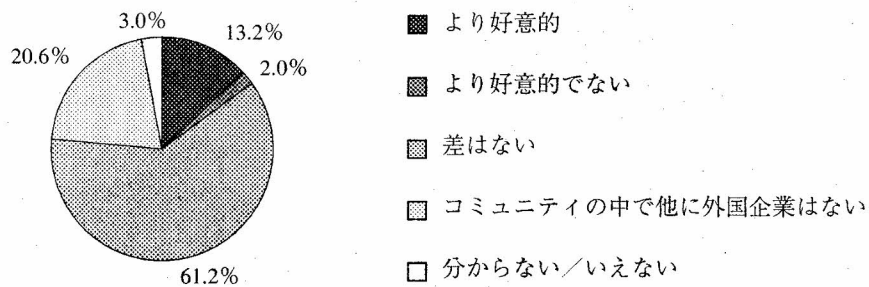 3.0%
13.2%
20.6%
2.0%
61.2%
より好意的
より好意的でない
差はない
コミュニティの中で他に外国企業はない
分からない／いえない